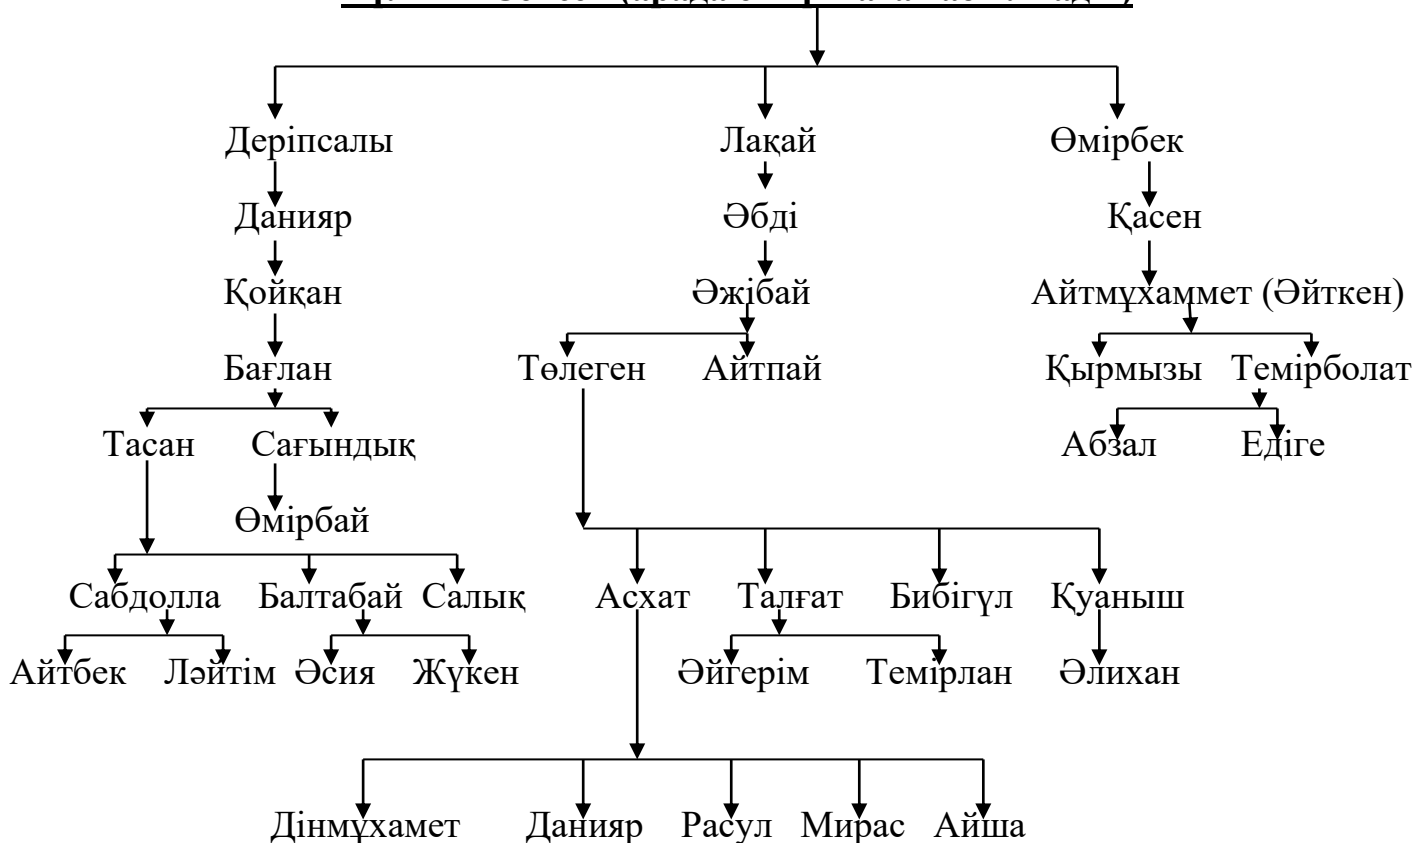 Деріпсалы Лақай Өмірбек
Данияр Әбді Қасен
Қойқан Әжібай Айтмұхаммет (Әйткен)
Бағлан Төлеген Айтпай Қырмызы Темірболат
Тасан Сағындық Абзал Едіге
Өмірбай
Сабдолла Балтабай Салық Асхат Талғат Бибігүл Қуаныш
Айтбек Ләйтім Әсия Жүкен Әйгерім Темірлан Әлихан
Дінмұхамет Данияр Расул Мирас Айша